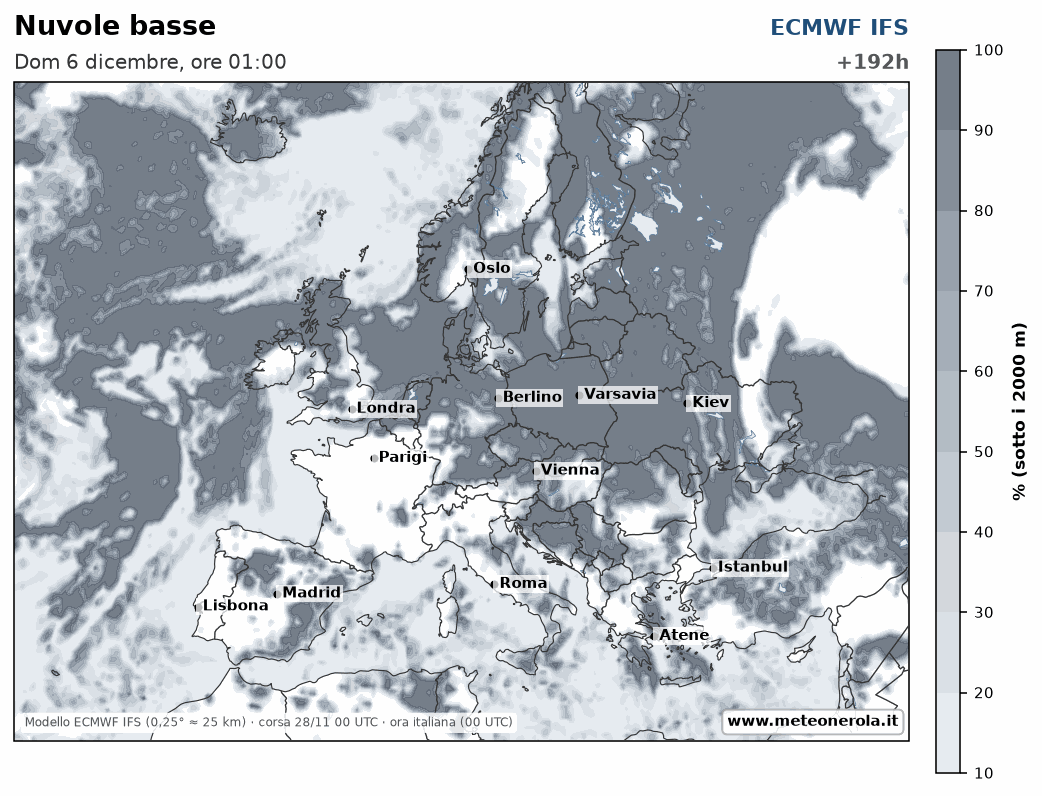 Nuvole basse
ECMWF IFS
Dom 6 dicembre, ore 01:00
+192h
Oslo
Londra
Berlino
Varsavia
Kiev
Parigi
Vienna
Istanbul
Roma
Madrid
Lisbona
Atene
Modello ECMWF IFS (0,25° ≈ 25 km) · corsa 28/11 00 UTC · ora italiana (00 UTC)
www.meteonerola.it
100
90
80
70
60
50
40
30
20
10
% (sotto i 2000 m)